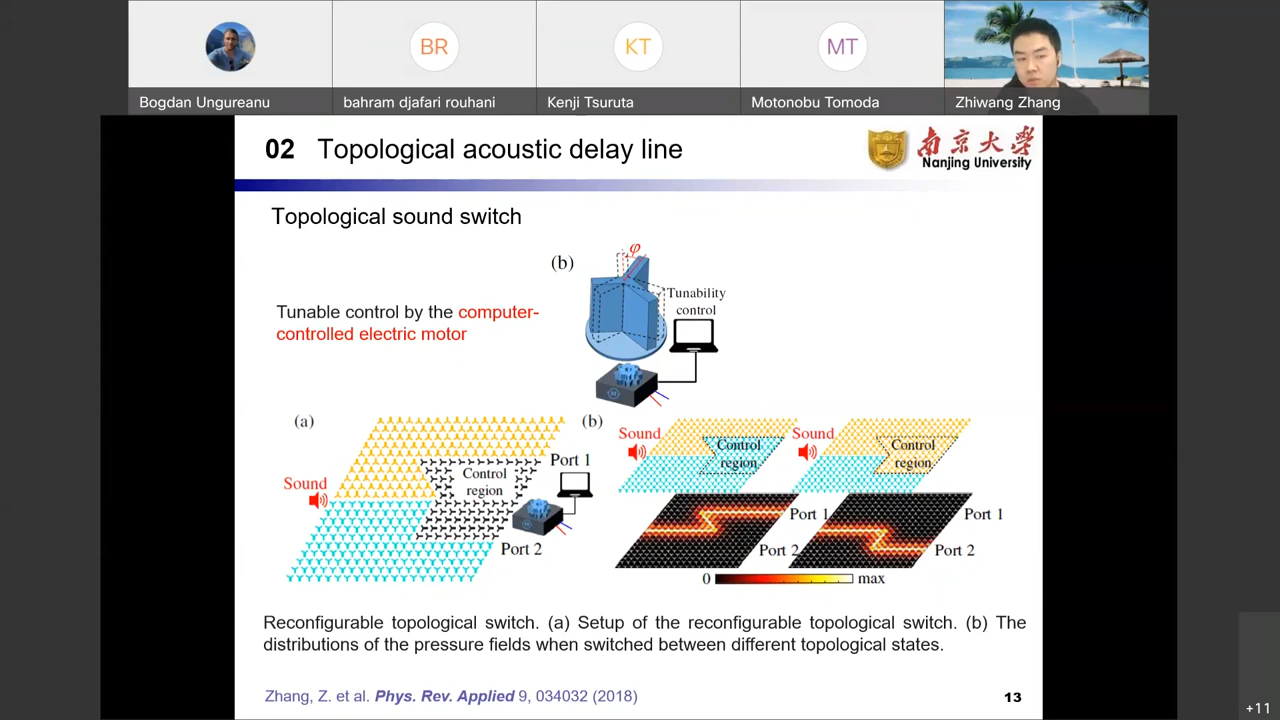 BR
KT
MT
Bogdan Ungureanu
bahram djafari rouhani
Kenji Tsuruta
Motonobu Tomoda
Zhiwang Zhang
02 Topological acoustic delay line
南京大学
Nanjing University
Topological sound switch
(b)
φ
Tunability
control
Tunable control by the computer-
controlled electric motor
M
(a)
Sound
Control
region
Port 1
M
Port 2
(b)
Sound
Control
region
Sound
Control
region
Port 1
Port 2
Port 1
Port 2
0 max
Reconfigurable topological switch. (a) Setup of the reconfigurable topological switch. (b) The
distributions of the pressure fields when switched between different topological states.
Zhang, Z. et al. Phys. Rev. Applied 9, 034032 (2018)
13
+11